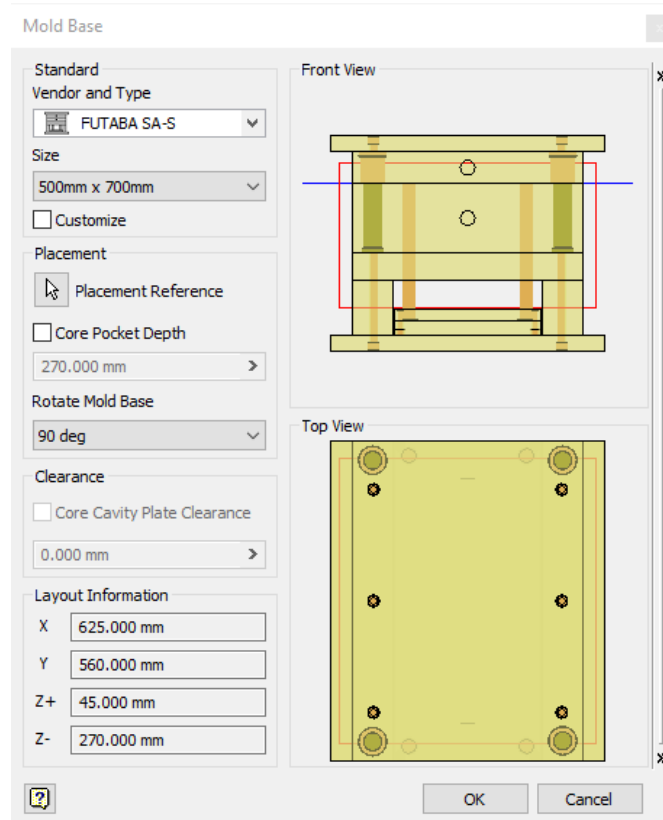 Mold Base
Standard
Vendor and Type
FUTABA SA-S
Size
500mm x 700mm
Customize
Placement
Placement Reference
Core Pocket Depth
270.000 mm
Rotate Mold Base
90 deg
Clearance
Core Cavity Plate Clearance
0.000 mm
Layout Information
X 625.000 mm
Y 560.000 mm
Z+ 45.000 mm
Z- 270.000 mm
Front View
Top View
OK Cancel